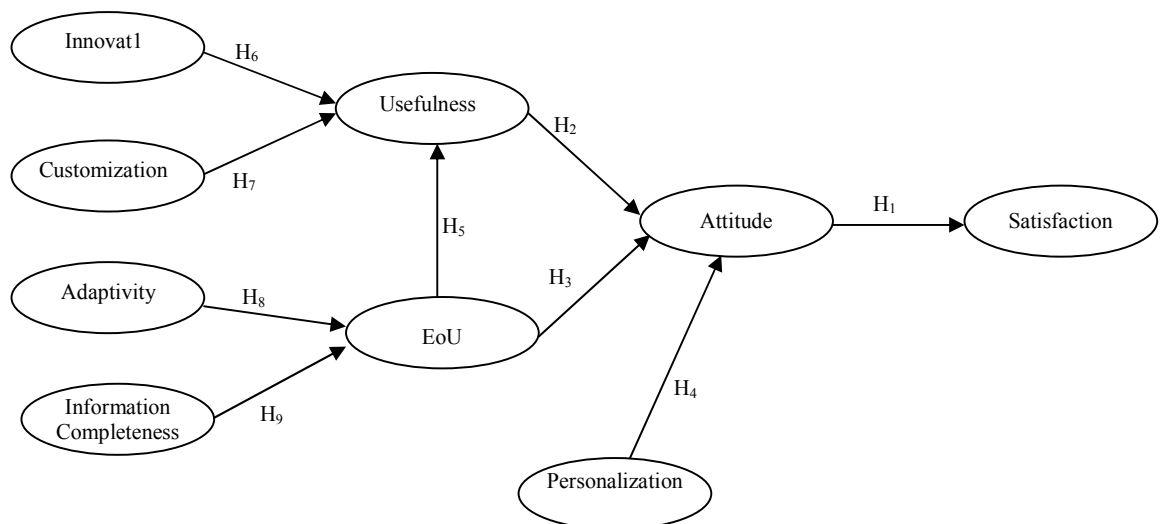 Innovat1
H₆
Usefulness
H₂
Customization
H₇
H₅
Attitude
H₁
Satisfaction
Adaptivity
H₈
H₃
EoU
Information
Completeness
H₉
H₄
Personalization